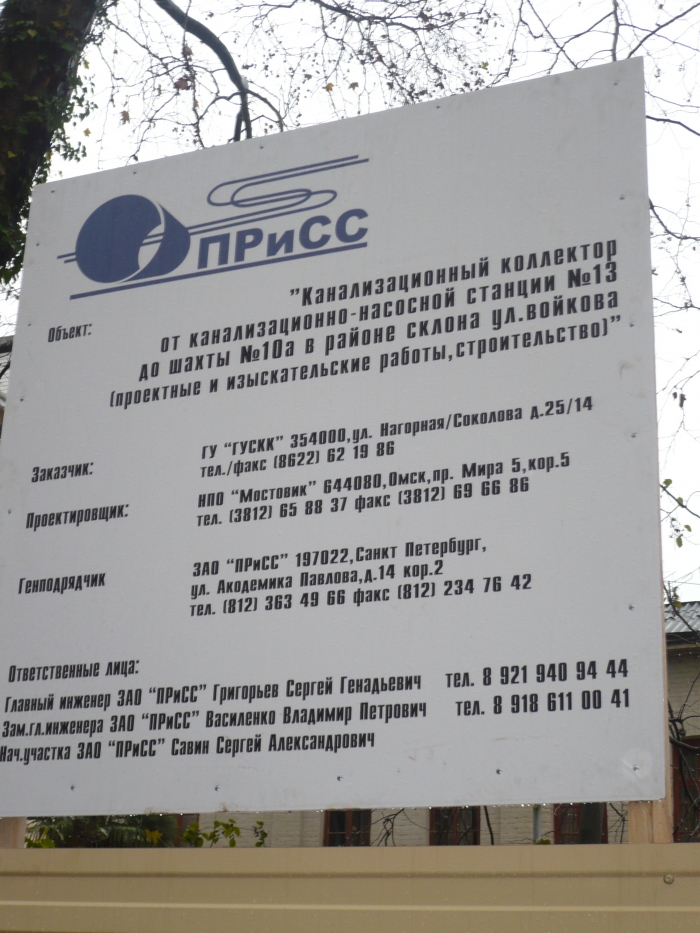 ПРиСС
Объект:
"Канализационный коллектор
от канализационно-насосной станции №13
до шахты №10а в районе склона ул.Войкова
(проектные и изыскательские работы,строительство)"
Заказчик:
ГУ "ГУСКК" 354000,ул. Нагорная/Соколова д.25/14
тел./факс (8622) 62 19 86
Проектировщик:
НПО "Мостовик" 644080,Омск,пр. Мира 5,кор.5
тел. (3812) 65 88 37 факс (3812) 69 66 86
Генподрядчик
ЗАО "ПРиСС" 197022,Санкт Петербург,
ул. Акодемика Павлова,д.14 кор.2
тел. (812) 363 49 66 факс (812) 234 76 42
Ответственные лица:
Главный инженер ЗАО "ПРиСС" Григорьев Сергей Генадьевич тел. 8 921 940 94 44
Зам.гл.инженера ЗАО "ПРиСС" Василенко Владимир Петрович тел. 8 918 611 00 41
Нач.участка ЗАО "ПРиСС" Савин Сергей Александрович